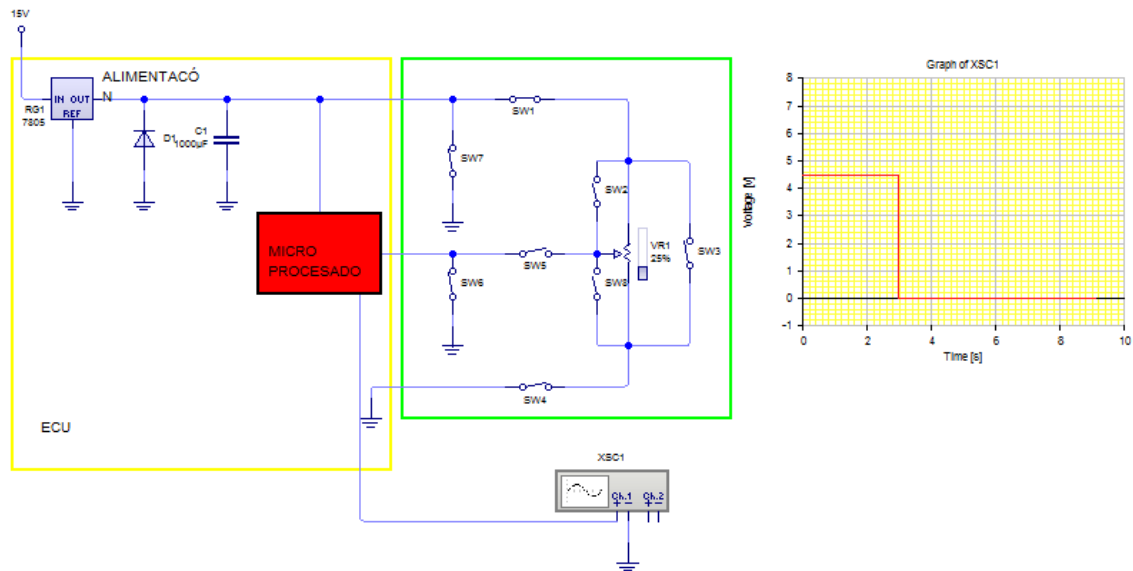 15V
ALIMENTACÓ
N
IN OUT
REF
RG1
7805
D1
C1
1000µF
SW1
SW7
SW2
SW3
VR1
25%
MICRO
PROCESADO
SW5
SW6
SW8
SW4
ECU
XSC1
Ch.1 Ch.2
+ − + −
Graph of XSC1
Voltage [V]
8
7
6
5
4
3
2
1
0
-1
0 2 4 6 8 10
Time [s]